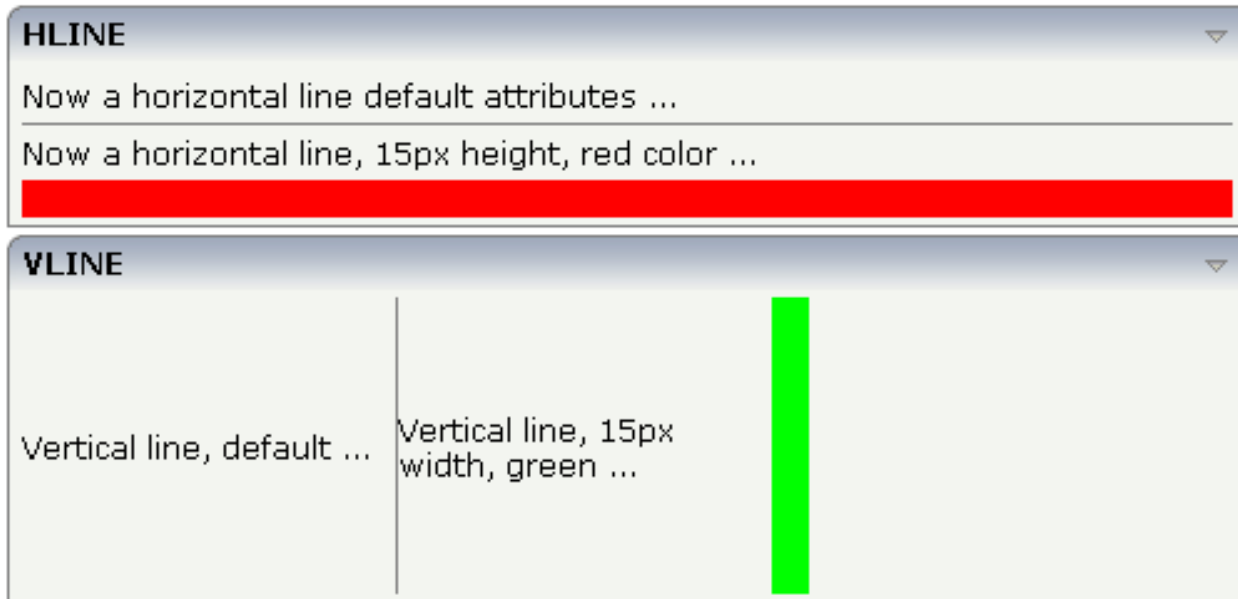 HLINE
Now a horizontal line default attributes ...
Now a horizontal line, 15px height, red color ...
VLINE
Vertical line, default ...
Vertical line, 15px
width, green ...